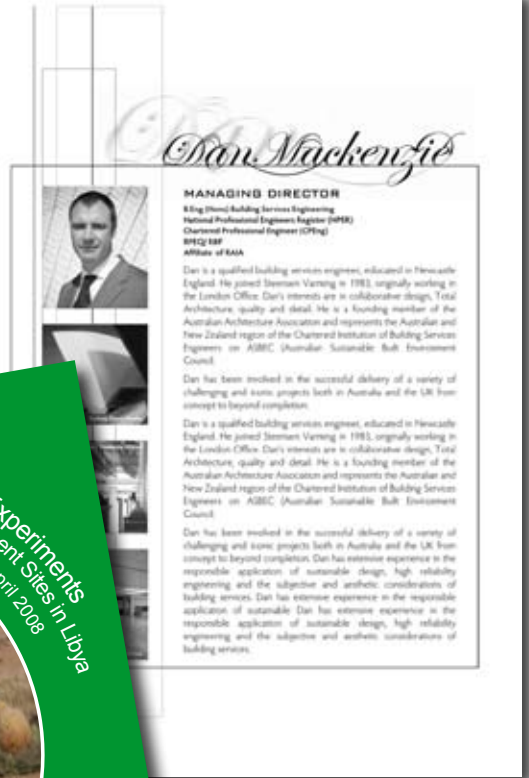 Dan Mackenzie
MANAGING DIRECTOR
B.Eng (Hons) Building Services Engineering
National Professional Engineers Register (NPER)
Chartered Professional Engineer (CPEng)
RPEQ/ RBP
Affiliate of RAIA
Dan is a qualified building services engineer, educated in Newcastle
England. He joined Steensen Varming in 1983, originally working in
the London Office. Dan's interests are in collaborative design, Total
Architecture, quality and detail. He is a founding member of the
Australian Architecture Association and represents the Australian and
New Zealand region of the Chartered Institution of Building Services
Engineers on ASBEC (Australian Sustainable Built Environment
Council.
Dan has been involved in the successful delivery of a variety of
challenging and iconic projects both in Australia and the UK from
concept to beyond completion.
Dan is a qualified building services engineer, educated in Newcastle
England. He joined Steensen Varming in 1983, originally working in
the London Office. Dan's interests are in collaborative design, Total
Architecture, quality and detail. He is a founding member of the
Australian Architecture Association and represents the Australian and
New Zealand region of the Chartered Institution of Building Services
Engineers on ASBEC (Australian Sustainable Built Environment
Council.
Dan has been involved in the successful delivery of a variety of
challenging and iconic projects both in Australia and the UK from
concept to beyond completion. Dan has extensive experience in the
responsible application of sustainable design, high reliability
engineering and the subjective and aesthetic considerations of
building services. Dan has extensive experience in the responsible
application of sustainable Dan has extensive experience in the
responsible application of sustainable design, high reliability
engineering and the subjective and aesthetic considerations of
building services.
Experiments
Sites in Libya
2008